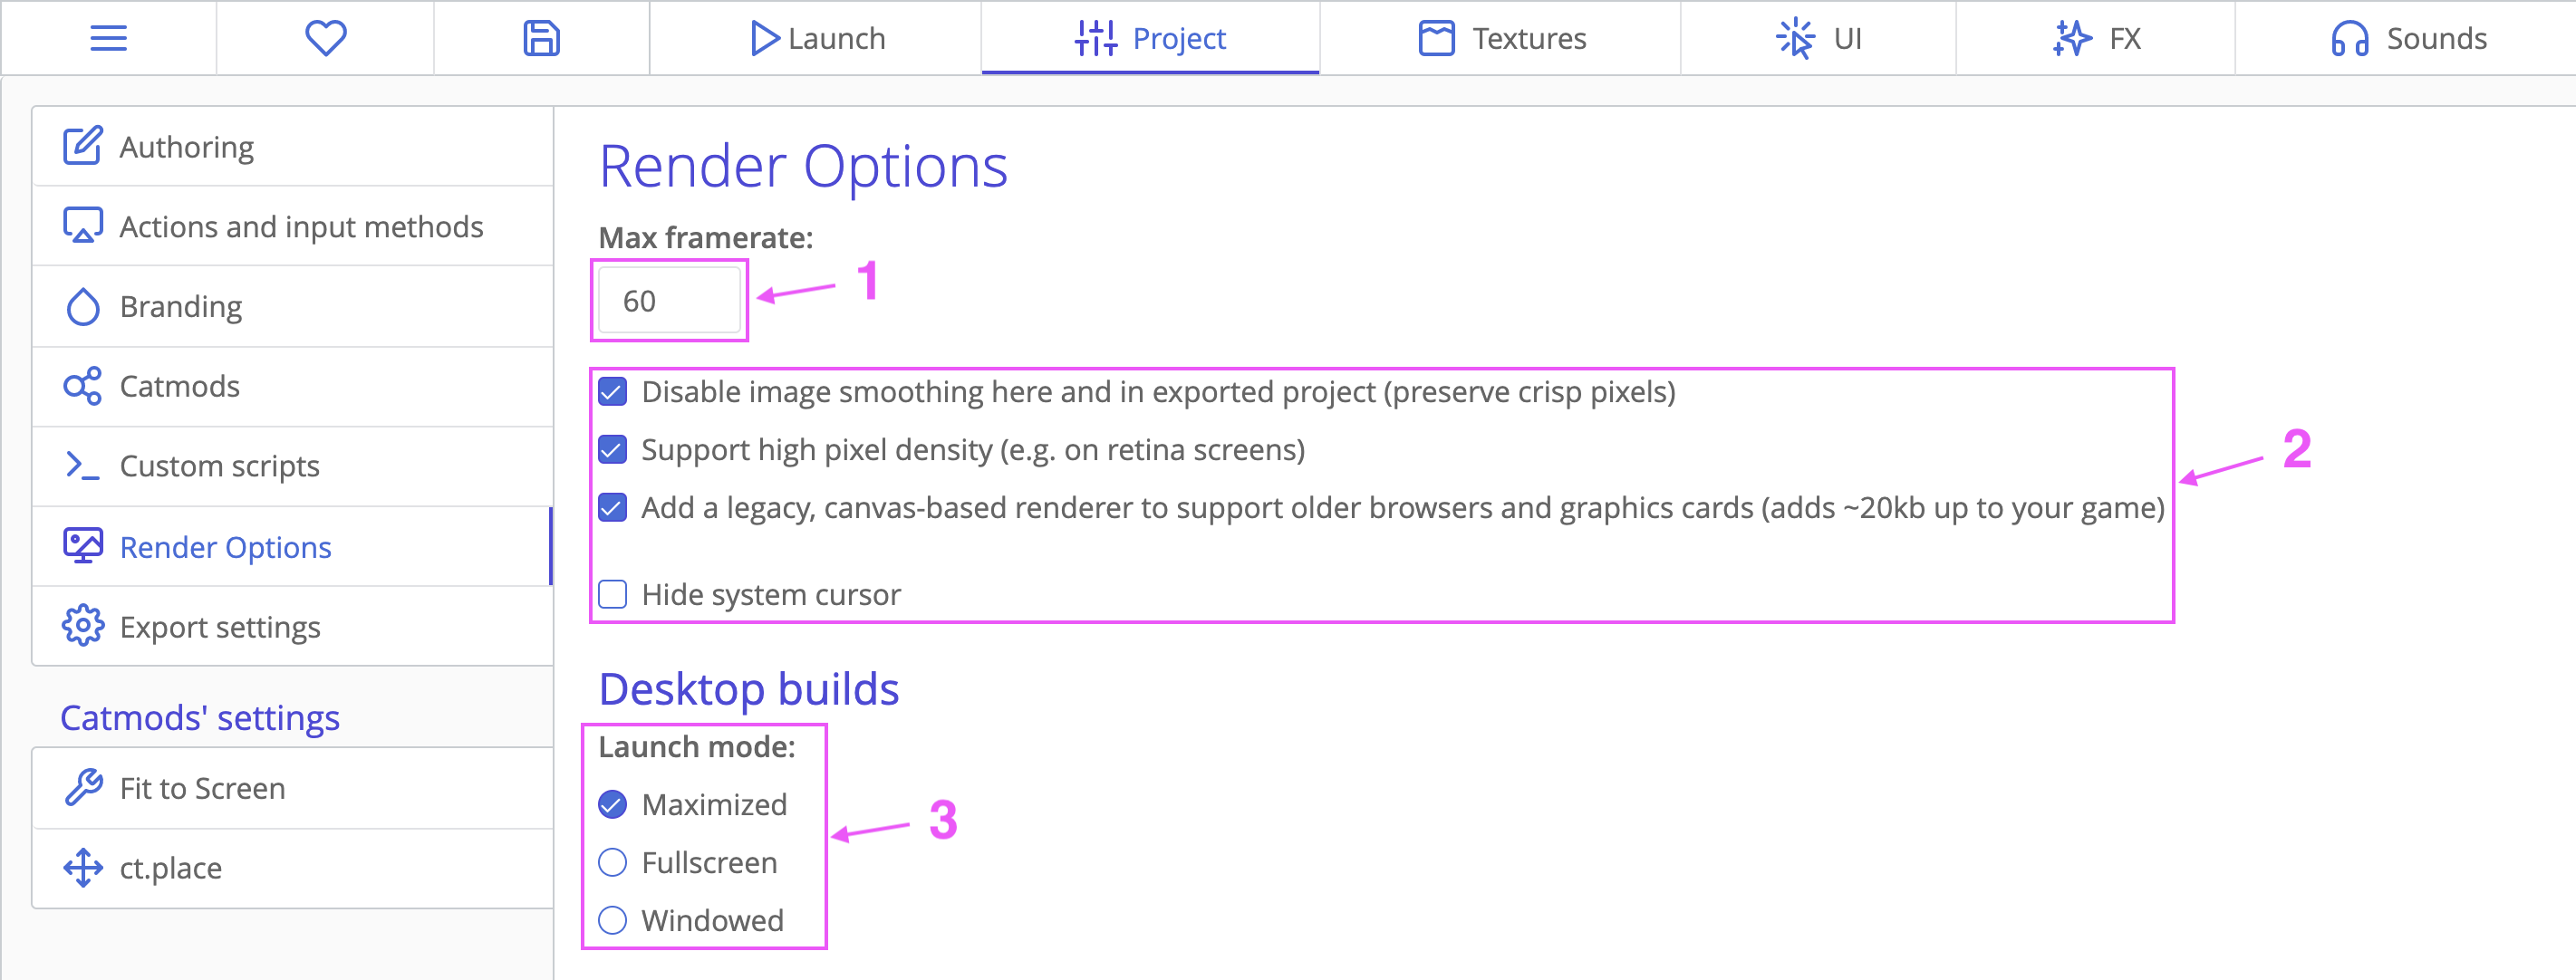 Launch
Project
Textures
UI
FX
Sounds
Authoring
Actions and input methods
Branding
Catmods
Custom scripts
Render Options
Export settings
Catmods' settings
Fit to Screen
ct.place
Render Options
Max framerate:
60
1
Disable image smoothing here and in exported project (preserve crisp pixels)
Support high pixel density (e.g. on retina screens)
Add a legacy, canvas-based renderer to support older browsers and graphics cards (adds ~20kb up to your game)
Hide system cursor
2
Desktop builds
Launch mode:
Maximized
Fullscreen
Windowed
3